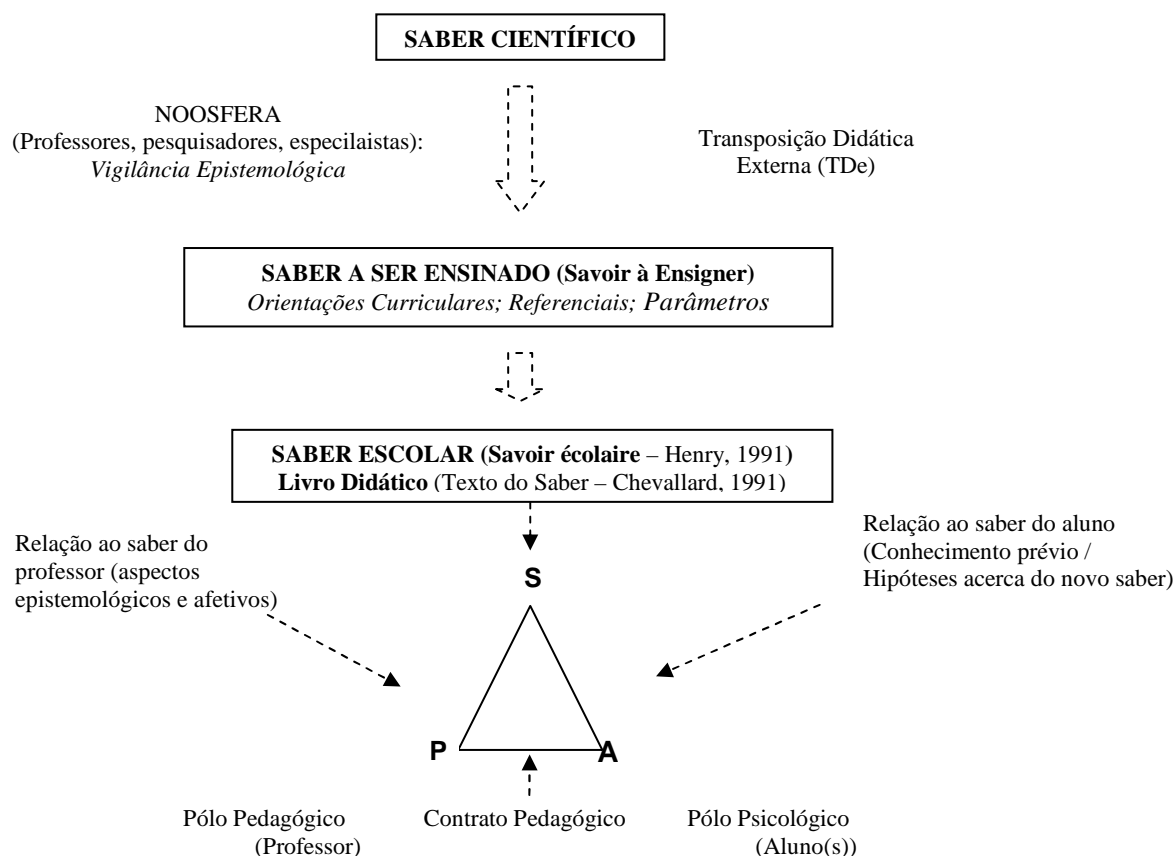 SABER CIENTÍFICO
NOOSFERA
(Professores, pesquisadores, especilaistas):
Vigilância Epistemológica
Transposição Didática
Externa (TDe)
SABER A SER ENSINADO (Savoir à Ensigner)
Orientações Curriculares; Referenciais; Parâmetros
SABER ESCOLAR (Savoir écolaire – Henry, 1991)
Livro Didático (Texto do Saber – Chevallard, 1991)
Relação ao saber do
professor (aspectos
epistemológicos e afetivos)
Relação ao saber do aluno
(Conhecimento prévio /
Hipóteses acerca do novo saber)
S
P
A
Pólo Pedagógico
(Professor)
Contrato Pedagógico
Pólo Psicológico
(Aluno(s))